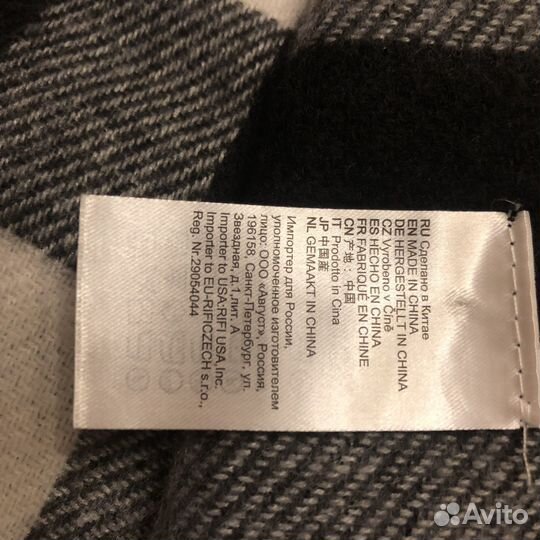 RU Сделано в Китае
EN MADE IN CHINA
DE HERGESTELLT IN CHINA
CZ Vyrobeno v Číně
ES HECHO EN CHINA
FR FABRIQUÉ EN CHINE
CN 产地：中国
IT Prodotto in Cina
JP 中国産
NL GEMAAKT IN CHINA
Импортер для России,
уполномоченное изготовителем
лицо: ООО «Август», Россия,
196158, Санкт-Петербург, ул.
Звездная, д.1,лит. А
Importer to USA:RIFI USA,Inc.
Importer to EU-RIFICZECH s.r.o.,
Reg. Nr.29054044
Avito